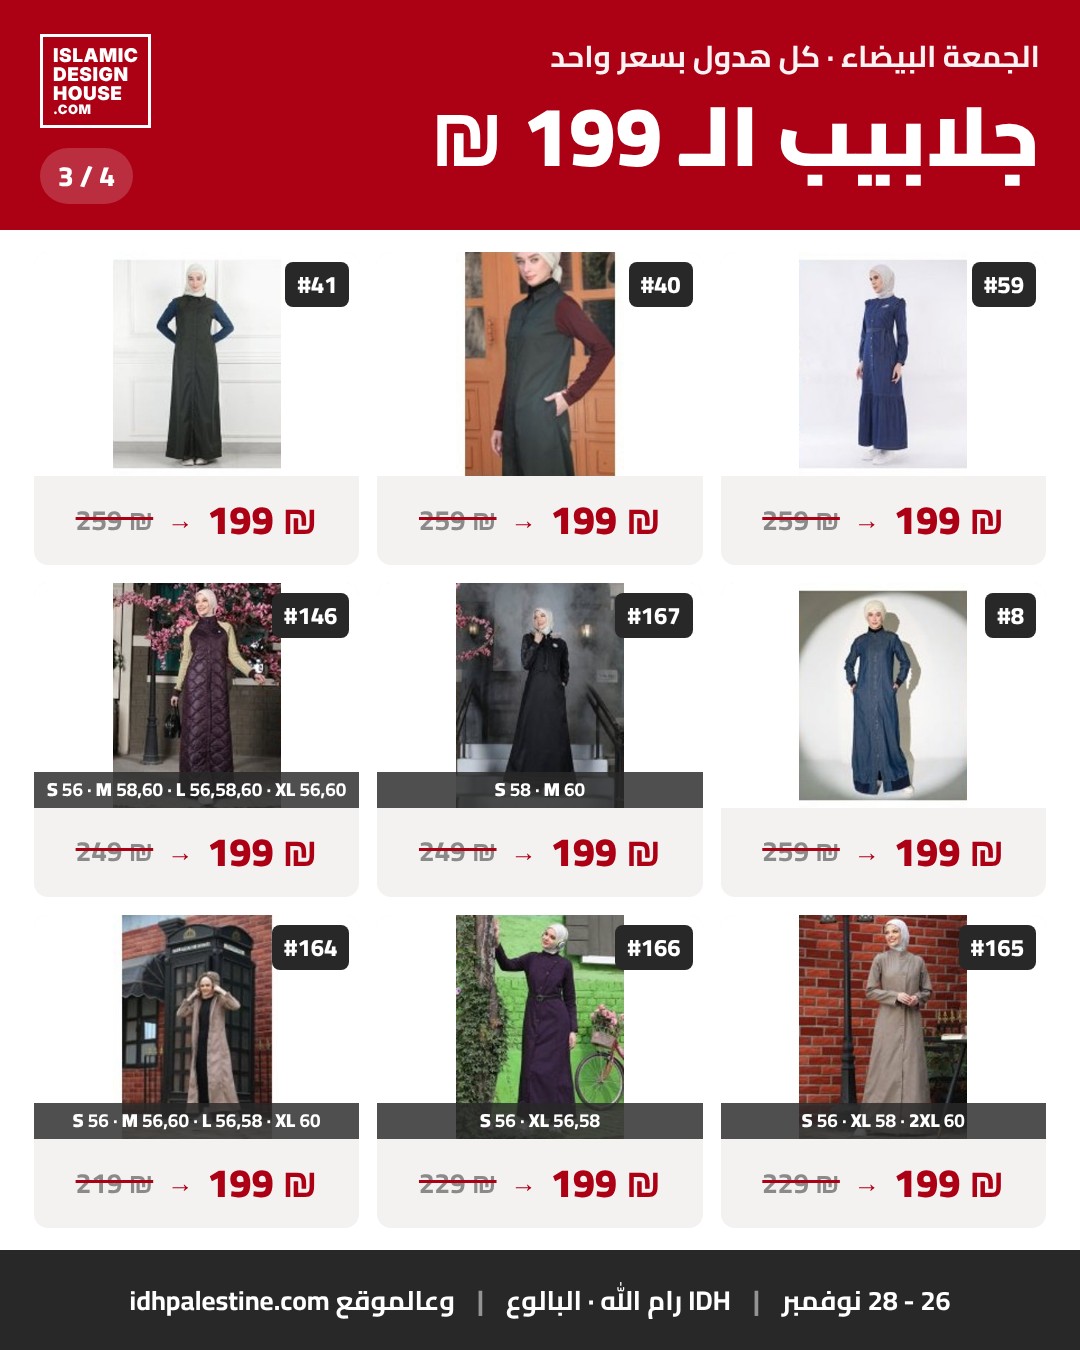 ISLAMIC
DESIGN
HOUSE
.COM
3 / 4
الجمعة البيضاء · كل هدول بسعر واحد
جلابيب الـ 199 ₪
#59
259 ₪ → 199 ₪
#40
259 ₪ → 199 ₪
#41
259 ₪ → 199 ₪
#8
259 ₪ → 199 ₪
#167
S 58 · M 60
249 ₪ → 199 ₪
#146
S 56 · M 58,60 · L 56,58,60 · XL 56,60
249 ₪ → 199 ₪
#165
S 56 · XL 58 · 2XL 60
229 ₪ → 199 ₪
#166
S 56 · XL 56,58
229 ₪ → 199 ₪
#164
S 56 · M 56,60 · L 56,58 · XL 60
219 ₪ → 199 ₪
26 - 28 نوفمبر | IDH رام الله · البالوع | وعالموقع idhpalestine.com